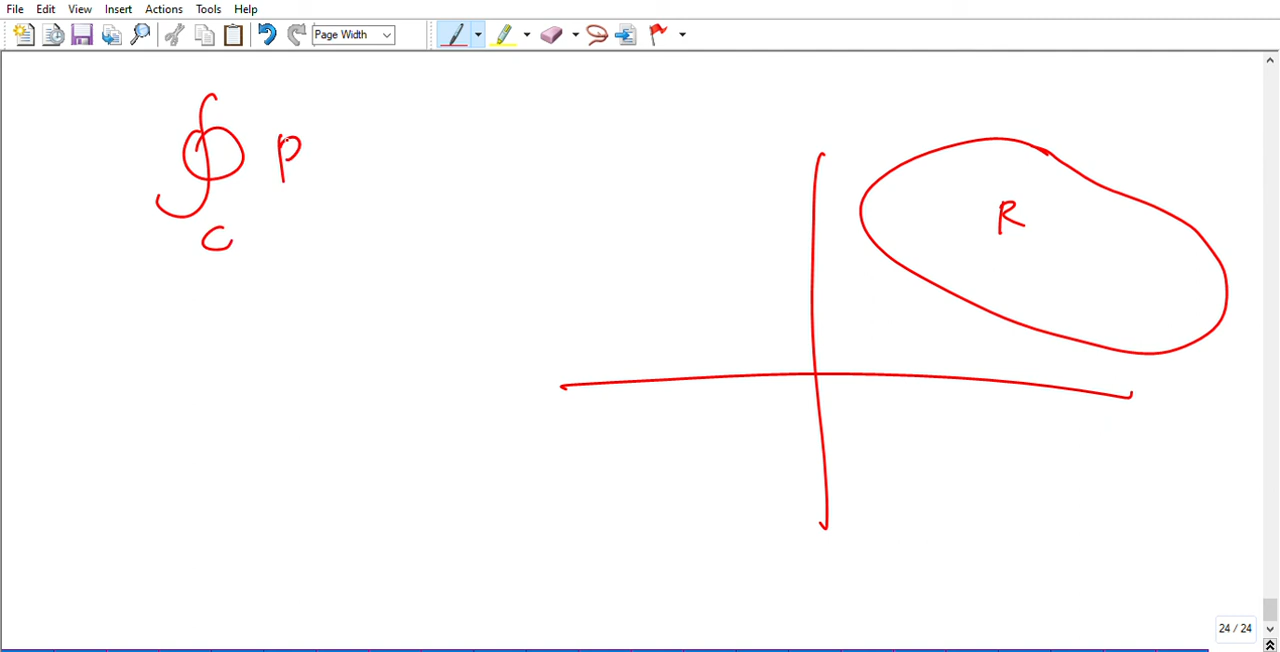 File Edit View Insert Actions Tools Help
Page Width
∮ P
C
R
24 / 24